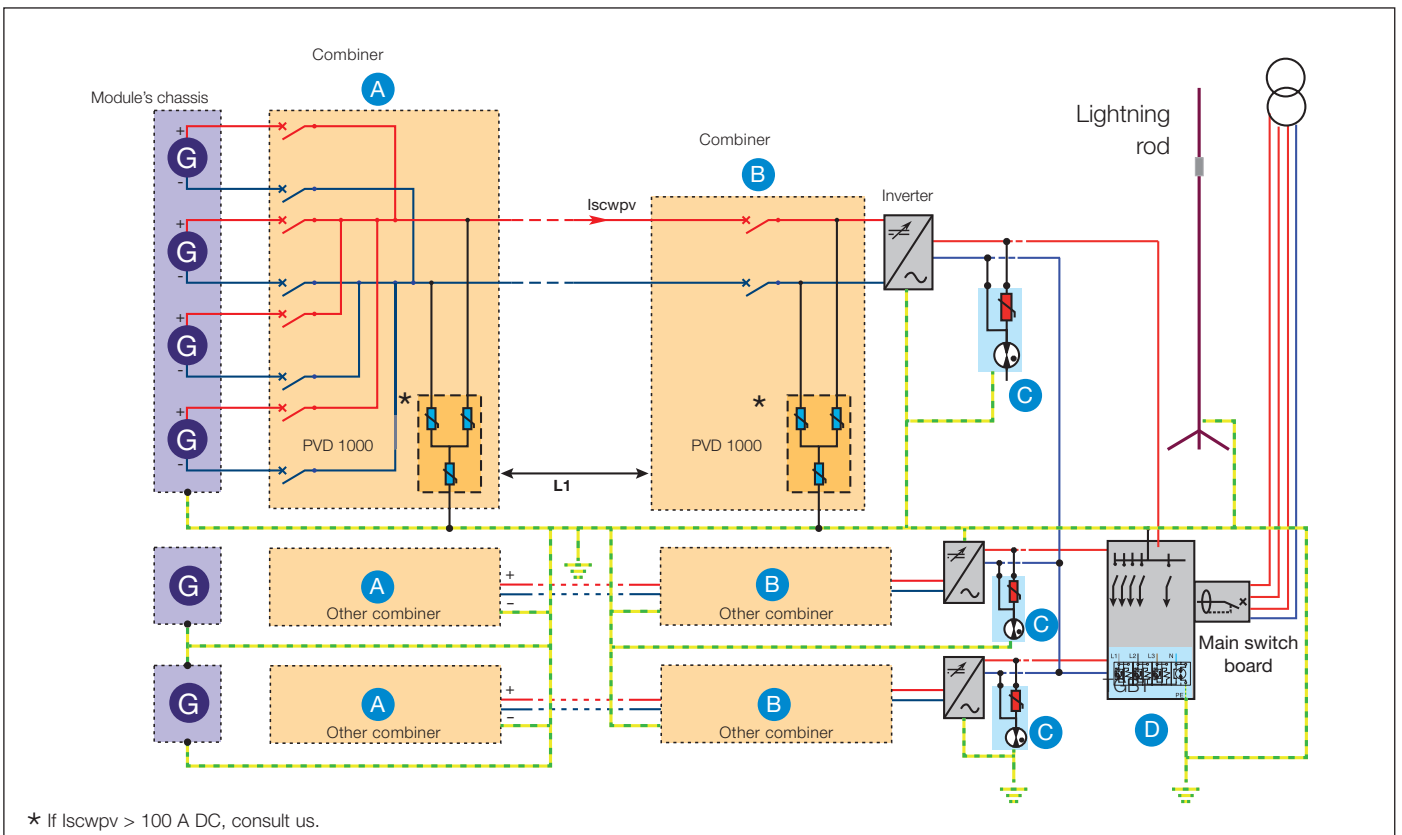 Combiner
A
Module's chassis
Combiner
B
Lightning
rod
Inverter
Iscwpv
+
G
-
+
G
-
+
G
-
+
G
-
*
PVD 1000
*
PVD 1000
L1
C
G
A
Other combiner
+
–
B
Other combiner
C
G
A
Other combiner
+
–
B
Other combiner
C
Main switch
board
L1 L2 L3 N
GB1
PE
D
* If Iscwpv > 100 A DC, consult us.